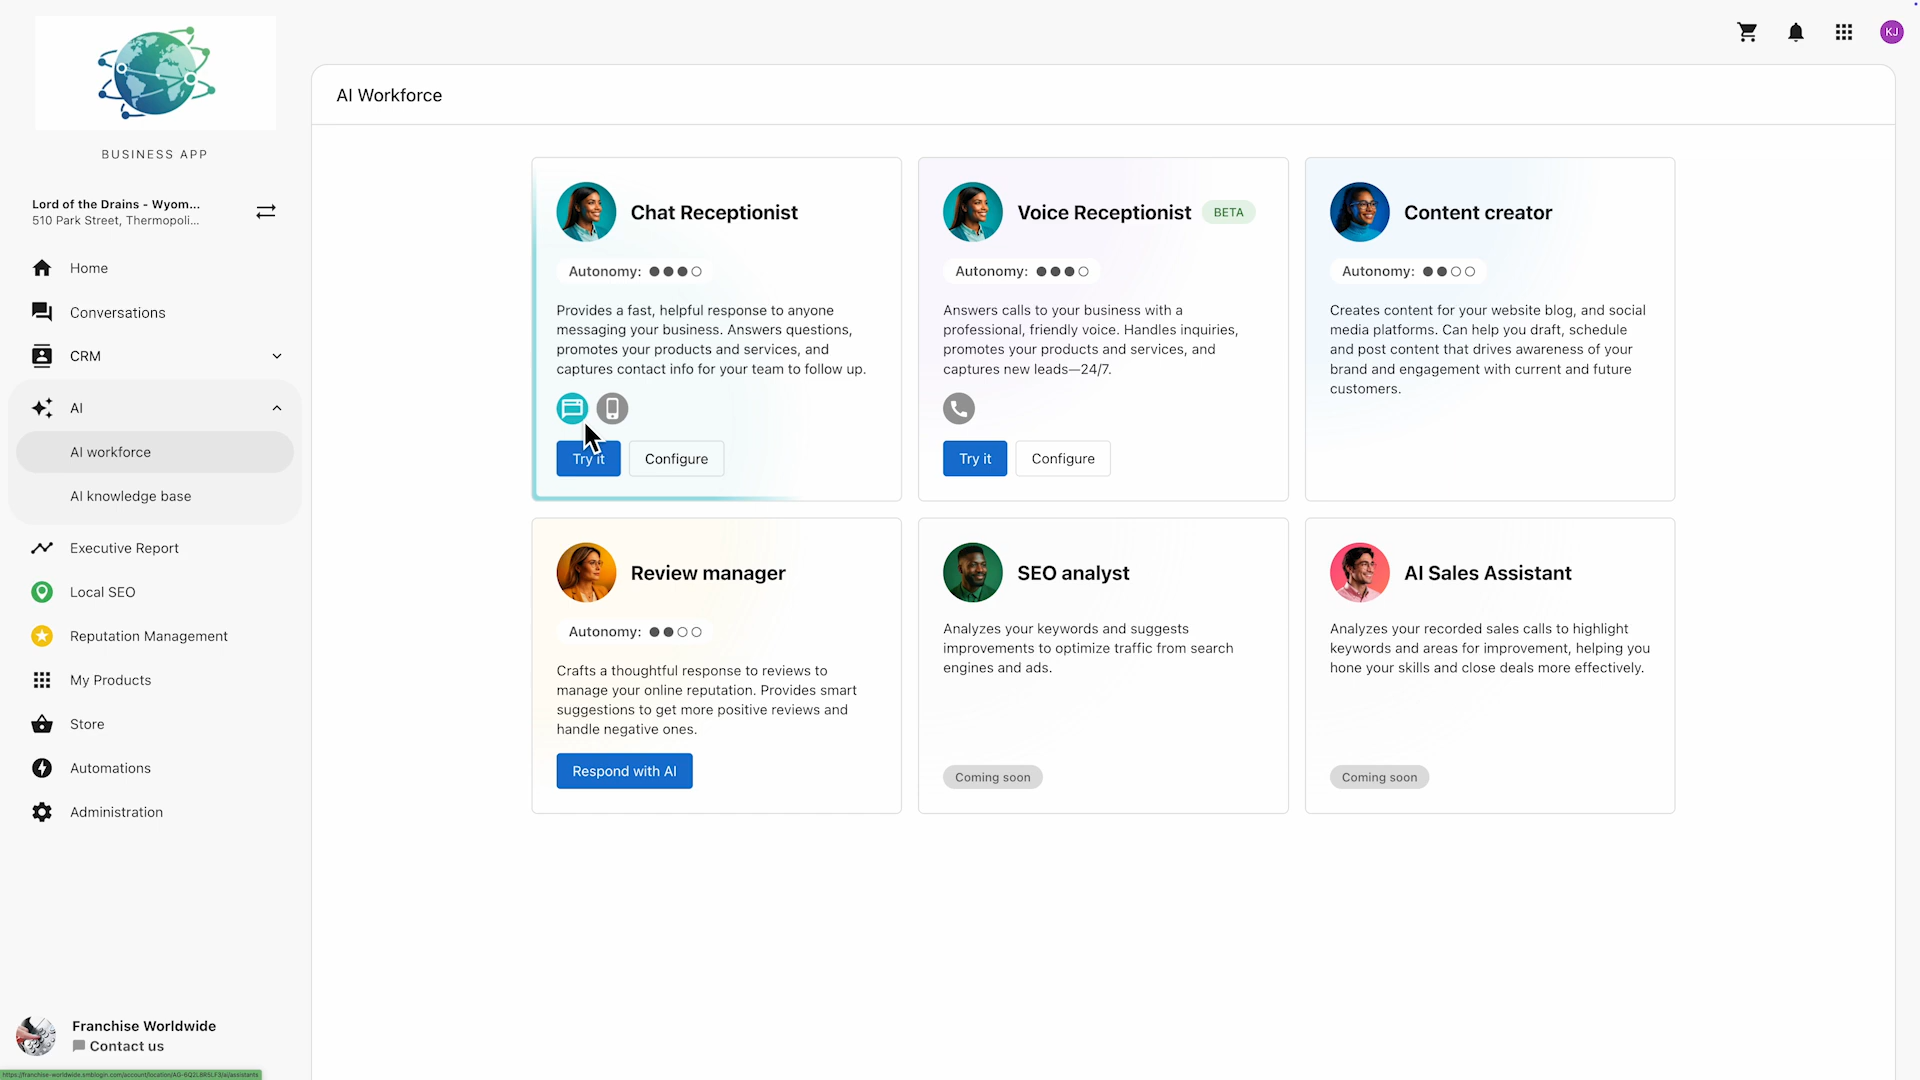 KJ
BUSINESS APP
Lord of the Drains - Wyom...
510 Park Street, Thermopoli...
Home
Conversations
CRM
AI
AI workforce
AI knowledge base
Executive Report
Local SEO
Reputation Management
My Products
Store
Automations
Administration
Franchise Worldwide
Contact us
AI Workforce
Chat Receptionist
Autonomy:
Provides a fast, helpful response to anyone
messaging your business. Answers questions,
promotes your products and services, and
captures contact info for your team to follow up.
Try it
Configure
Voice Receptionist BETA
Autonomy:
Answers calls to your business with a
professional, friendly voice. Handles inquiries,
promotes your products and services, and
captures new leads—24/7.
Try it
Configure
Content creator
Autonomy:
Creates content for your website blog, and social
media platforms. Can help you draft, schedule
and post content that drives awareness of your
brand and engagement with current and future
customers.
Review manager
Autonomy:
Crafts a thoughtful response to reviews to
manage your online reputation. Provides smart
suggestions to get more positive reviews and
handle negative ones.
Respond with AI
SEO analyst
Analyzes your keywords and suggests
improvements to optimize traffic from search
engines and ads.
Coming soon
AI Sales Assistant
Analyzes your recorded sales calls to highlight
keywords and areas for improvement, helping you
hone your skills and close deals more effectively.
Coming soon